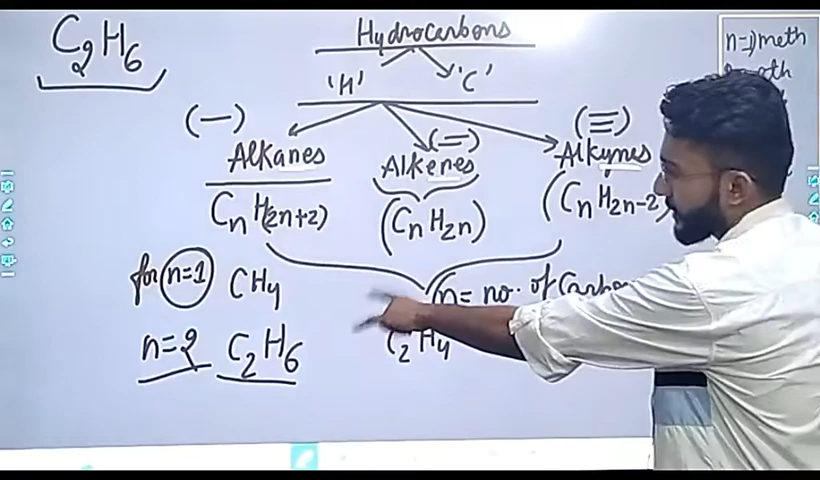 C2H6
Hydrocarbons
n=1) meth
'H' 'C'
(—) (=) (≡)
Alkanes Alkenes Alkynes
CnH2n+2) (CnH2n) (CnH2n-2)
for n=1 CH4
n= no. of Carbo
n=2 C2H6 C2H4